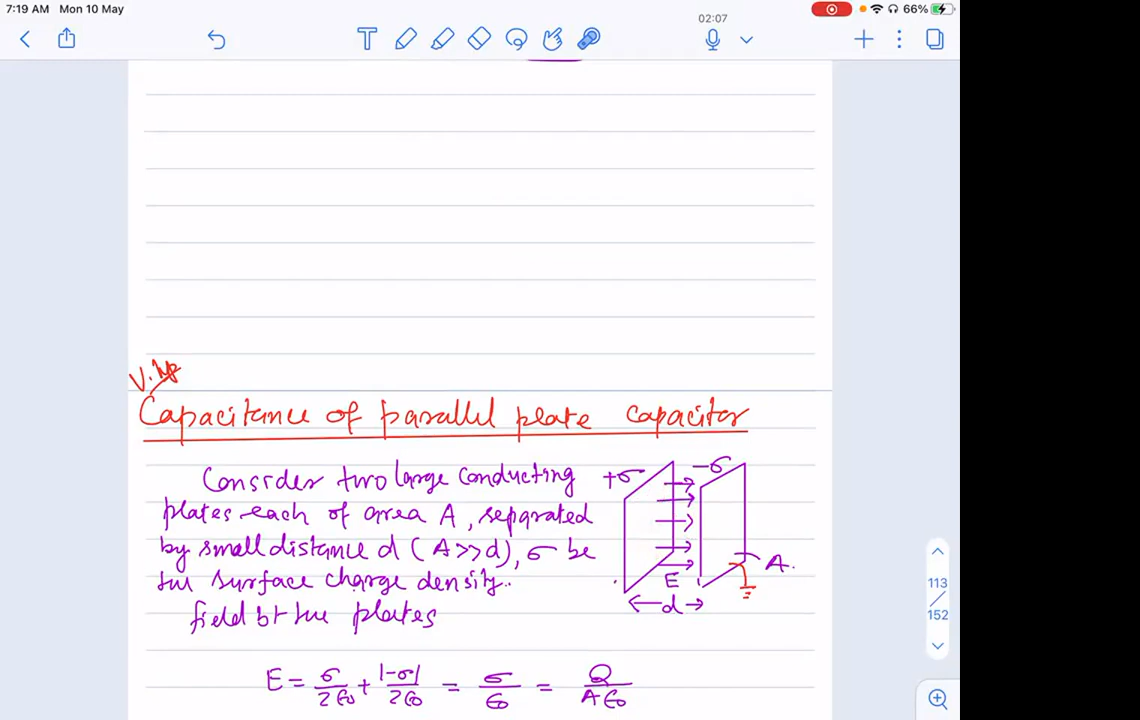 7:19 AM Mon 10 May
66%
02:07
V. Imp
Capacitance of parallel plate capacitor
Consider two large conducting
plates each of area A, separated
by small distance d (A>>d), σ be
the surface charge density..
field bt the plates
+σ
-σ
E
A.
d
E = σ/2ε₀ + |-σ|/2ε₀ = σ/ε₀ = Q/Aε₀
113
152